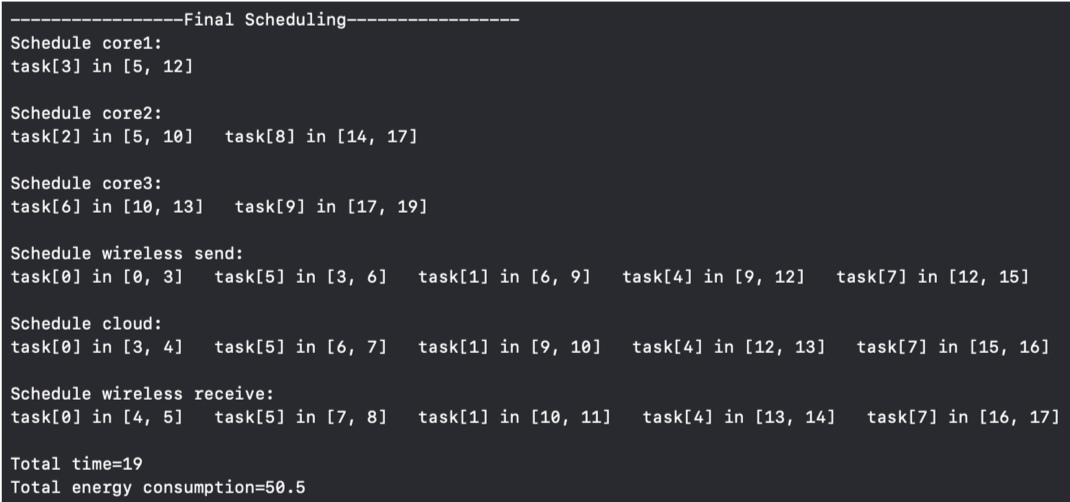 -----------------Final Scheduling-----------------
Schedule core1:
task[3] in [5, 12]
Schedule core2:
task[2] in [5, 10]   task[8] in [14, 17]
Schedule core3:
task[6] in [10, 13]   task[9] in [17, 19]
Schedule wireless send:
task[0] in [0, 3]   task[5] in [3, 6]   task[1] in [6, 9]   task[4] in [9, 12]   task[7] in [12, 15]
Schedule cloud:
task[0] in [3, 4]   task[5] in [6, 7]   task[1] in [9, 10]   task[4] in [12, 13]   task[7] in [15, 16]
Schedule wireless receive:
task[0] in [4, 5]   task[5] in [7, 8]   task[1] in [10, 11]   task[4] in [13, 14]   task[7] in [16, 17]
Total time=19
Total energy consumption=50.5